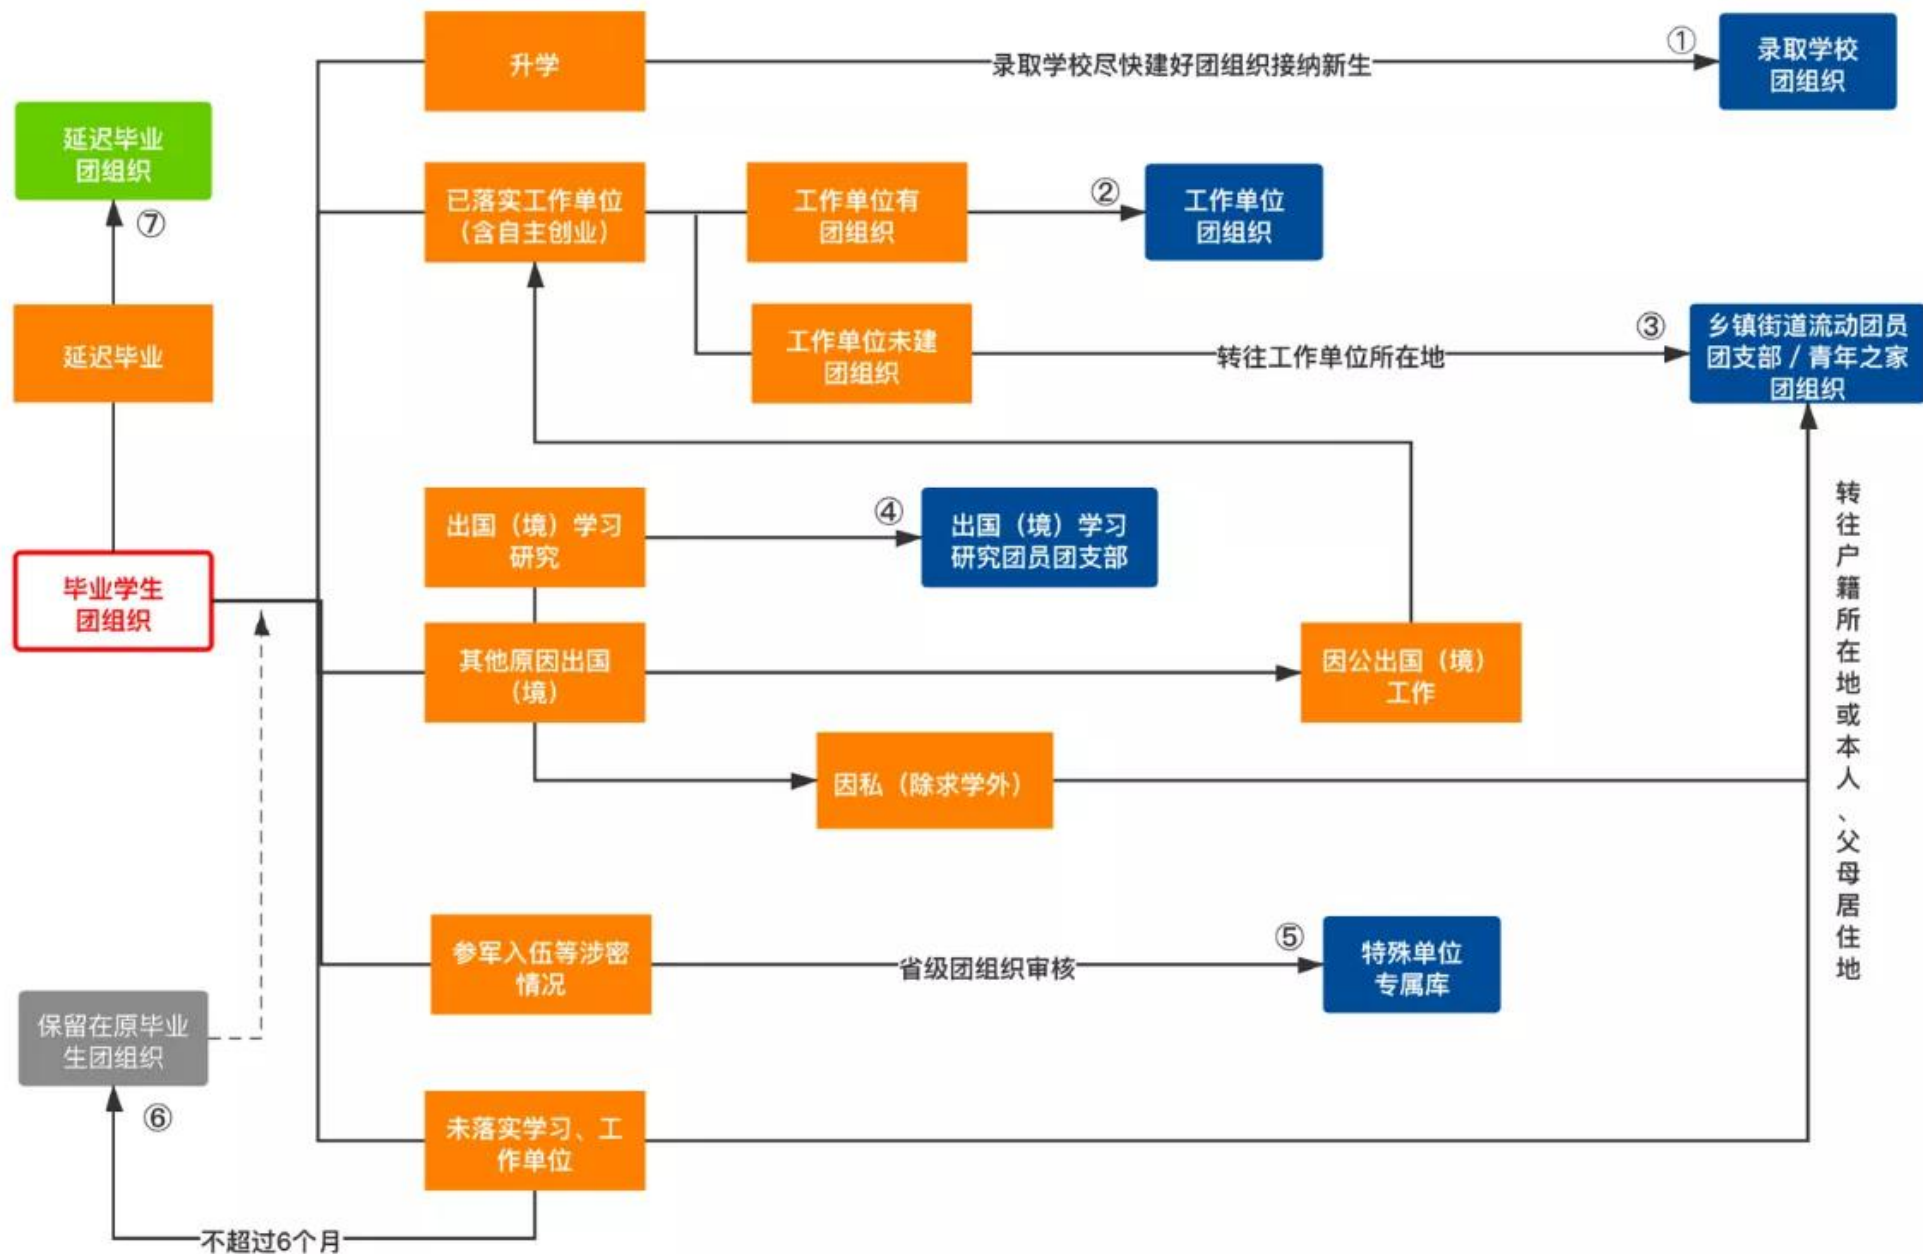 升学
录取学校尽快建好团组织接纳新生
①
录取学校
团组织
延迟毕业
团组织
⑦
已落实工作单位
（含自主创业）
工作单位有
团组织
②
工作单位
团组织
延迟毕业
工作单位未建
团组织
转往工作单位所在地
③
乡镇街道流动团员
团支部 / 青年之家
团组织
出国（境）学习
研究
④
出国（境）学习
研究团员团支部
毕业学生
团组织
其他原因出国
（境）
因公出国（境）
工作
因私（除求学外）
转往户籍所在地或本人、父母居住地
参军入伍等涉密
情况
省级团组织审核
⑤
特殊单位
专属库
保留在原毕业
生团组织
⑥
未落实学习、工
作单位
不超过6个月